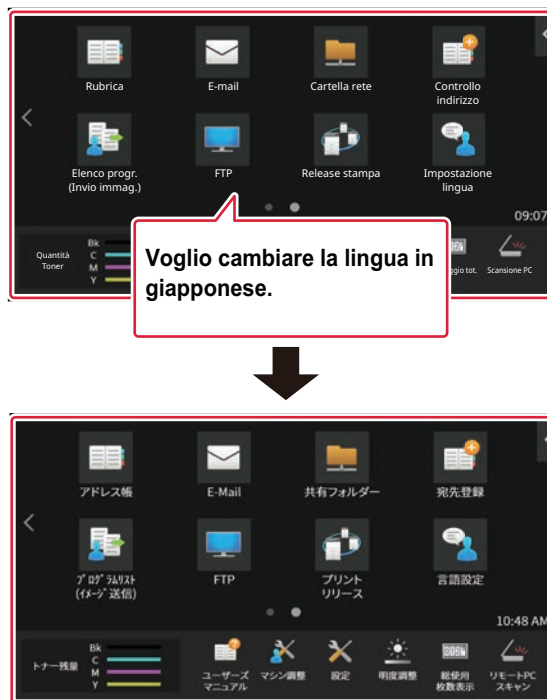 Rubrica
E-mail
Cartella rete
Controllo
indirizzo
Elenco progr.
(Invio immag.)
FTP
Release stampa
Impostazione
lingua
09:07
Quantità
Toner
Bk
C
M
Y
Voglio cambiare la lingua in
giapponese.
tot.
Scansione PC
アドレス帳
E-Mail
共有フォルダー
宛先登録
ﾌﾟﾛｸﾞﾗﾑﾘｽﾄ
(ｲﾒｰｼﾞ送信)
FTP
プリント
リリース
言語設定
10:48 AM
トナー残量
Bk
C
M
Y
ユーザーズ
マニュアル
マシン調整
設定
明度調整
総使用
枚数表示
リモートPC
スキャン